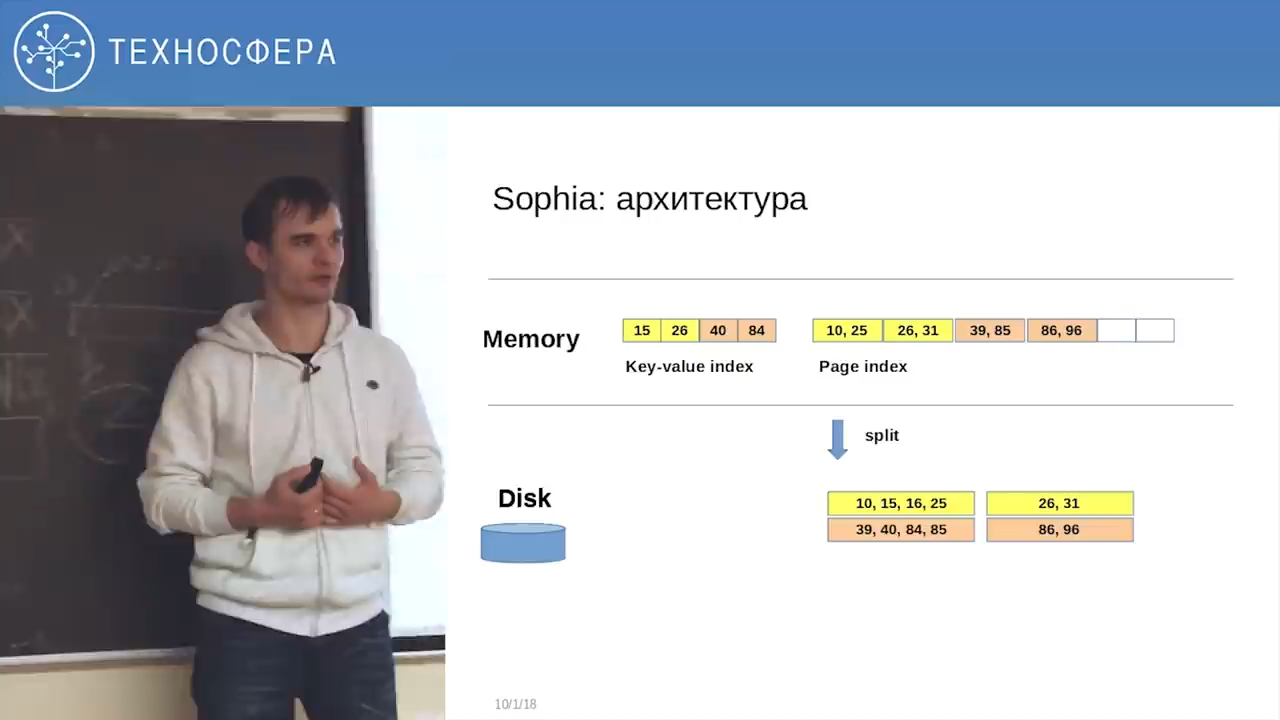 ТЕХНОСФЕРА
Sophia: архитектура
Memory
15 26 40 84
10, 25 26, 31 39, 85 86, 96
Key-value index
Page index
split
Disk
10, 15, 16, 25 26, 31
39, 40, 84, 85 86, 96
10/1/18